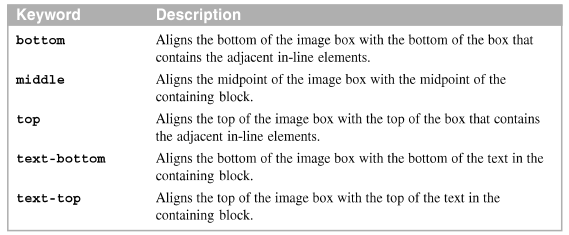 Keyword Description
bottom Aligns the bottom of the image box with the bottom of the box that
contains the adjacent in-line elements.
middle Aligns the midpoint of the image box with the midpoint of the
containing block.
top Aligns the top of the image box with the top of the box that contains
the adjacent in-line elements.
text-bottom Aligns the bottom of the image box with the bottom of the text in the
containing block.
text-top Aligns the top of the image box with the top of the text in the
containing block.